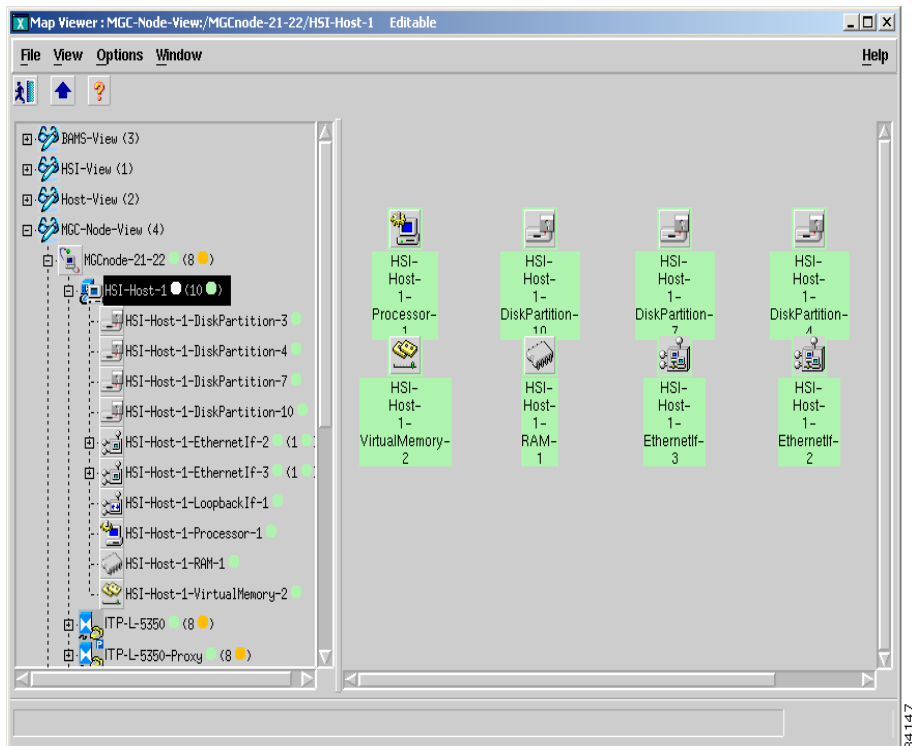 Map Viewer : MGC-Node-View:/MGCnode-21-22/HSI-Host-1 Editable
File View Options Window Help
BAMS-View (3)
HSI-View (1)
Host-View (2)
MGC-Node-View (4)
MGCnode-21-22 (8)
HSI-Host-1 (10)
HSI-Host-1-DiskPartition-3
HSI-Host-1-DiskPartition-4
HSI-Host-1-DiskPartition-7
HSI-Host-1-DiskPartition-10
HSI-Host-1-EthernetIf-2 (1
HSI-Host-1-EthernetIf-3 (1
HSI-Host-1-LoopbackIf-1
HSI-Host-1-Processor-1
HSI-Host-1-RAM-1
HSI-Host-1-VirtualMemory-2
ITP-L-5350 (8)
ITP-L-5350-Proxy (8)
HSI-
Host-
1-
Processor-
1
HSI-
Host-
1-
DiskPartition-
10
HSI-
Host-
1-
DiskPartition-
7
HSI-
Host-
1-
DiskPartition-
4
HSI-
Host-
1-
VirtualMemory-
2
HSI-
Host-
1-
RAM-
1
HSI-
Host-
1-
EthernetIf-
3
HSI-
Host-
1-
EthernetIf-
2
84147